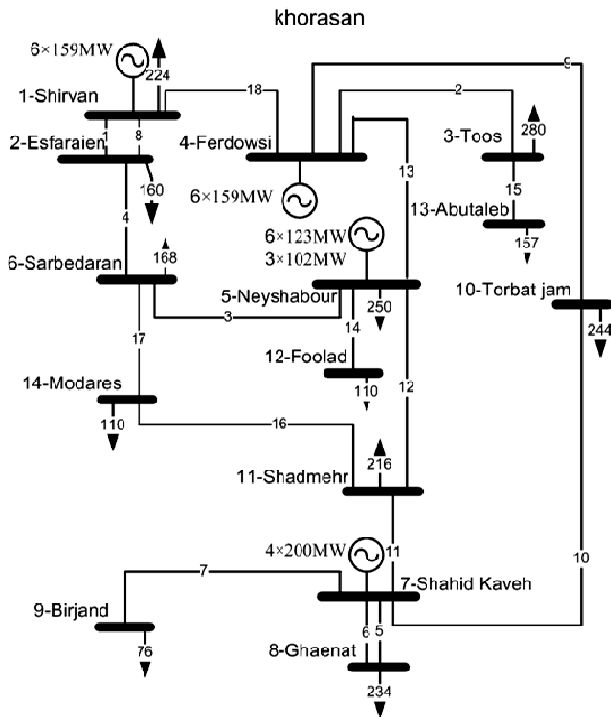 khorasan
6×159MW
224
1-Shirvan
18
9
2
1
8
2-Esfaraien
4-Ferdowsi
3-Toos
280
160
13
15
6×159MW
13-Abutaleb
4
6×123MW
157
3×102MW
6-Sarbedaran
168
5-Neyshabour
250
10-Torbat jam
3
14
244
17
12-Foolad
12
14-Modares
110
110
16
216
11-Shadmehr
4×200MW
11
10
7
7-Shahid Kaveh
9-Birjand
6
5
76
8-Ghaenat
234